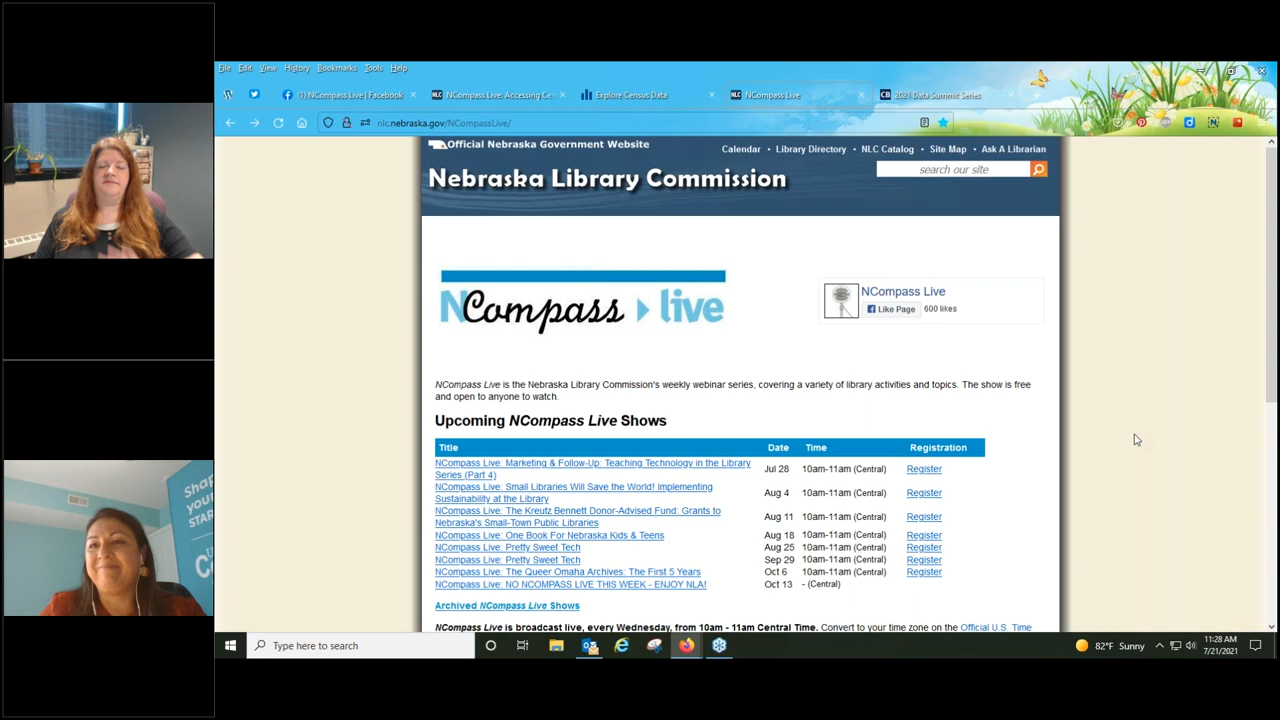 File Edit View History Bookmarks Tools Help
(1) NCompass Live | Facebook
NLC NCompass Live: Accessing Cen
Explore Census Data
NLC NCompass Live
CB 2021 Data Summit Series
nlc.nebraska.gov/NCompassLive/
Official Nebraska Government Website
Calendar • Library Directory • NLC Catalog • Site Map • Ask A Librarian
Nebraska Library Commission
search our site
NCompass live
NCompass Live
Like Page 600 likes
NCompass Live is the Nebraska Library Commission's weekly webinar series, covering a variety of library activities and topics. The show is free
and open to anyone to watch.
Upcoming NCompass Live Shows
Title Date Time Registration
NCompass Live: Marketing & Follow-Up: Teaching Technology in the Library
Series (Part 4) Jul 28 10am-11am (Central) Register
NCompass Live: Small Libraries Will Save the World! Implementing
Sustainability at the Library Aug 4 10am-11am (Central) Register
NCompass Live: The Kreutz Bennett Donor-Advised Fund: Grants to
Nebraska's Small-Town Public Libraries Aug 11 10am-11am (Central) Register
NCompass Live: One Book For Nebraska Kids & Teens Aug 18 10am-11am (Central) Register
NCompass Live: Pretty Sweet Tech Aug 25 10am-11am (Central) Register
NCompass Live: Pretty Sweet Tech Sep 29 10am-11am (Central) Register
NCompass Live: The Queer Omaha Archives: The First 5 Years Oct 6 10am-11am (Central) Register
NCompass Live: NO NCOMPASS LIVE THIS WEEK - ENJOY NLA! Oct 13 - (Central)
Archived NCompass Live Shows
NCompass Live is broadcast live, every Wednesday, from 10am - 11am Central Time. Convert to your time zone on the Official U.S. Time
Type here to search
82°F Sunny
11:28 AM
7/21/2021